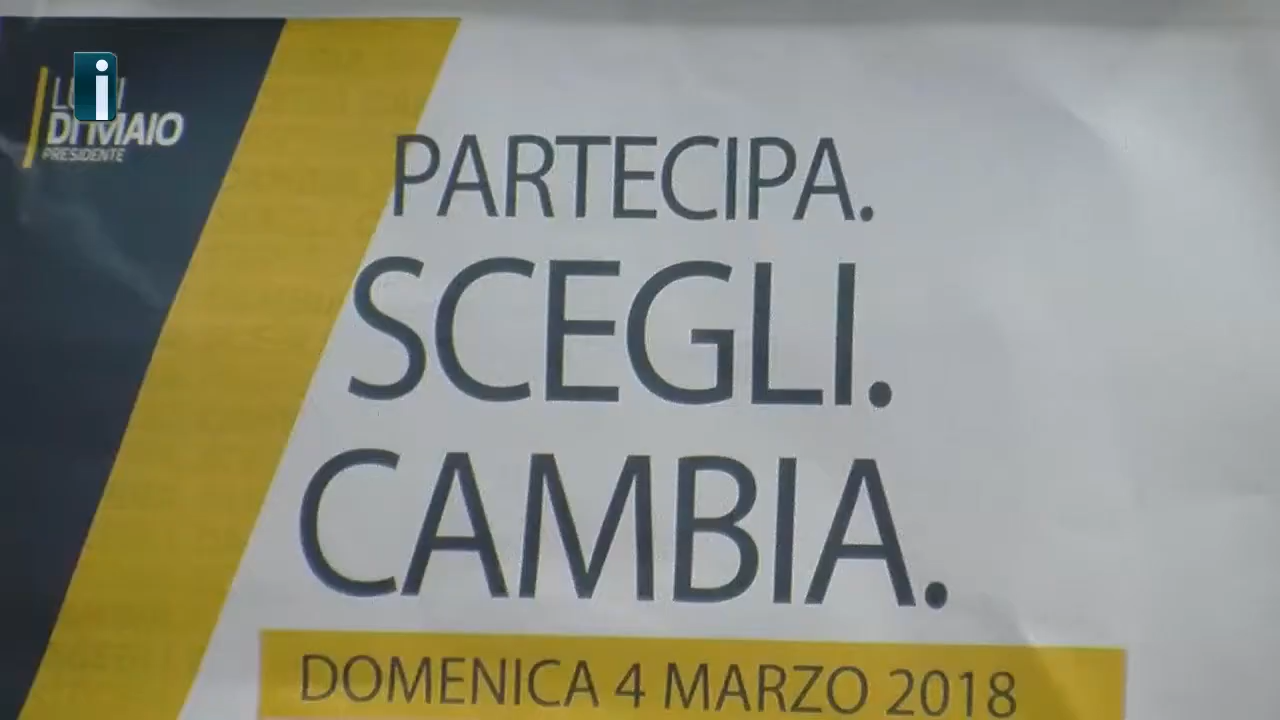 DI MAIO
PRESIDENTE
PARTECIPA.
SCEGLI.
CAMBIA.
DOMENICA 4 MARZO 2018